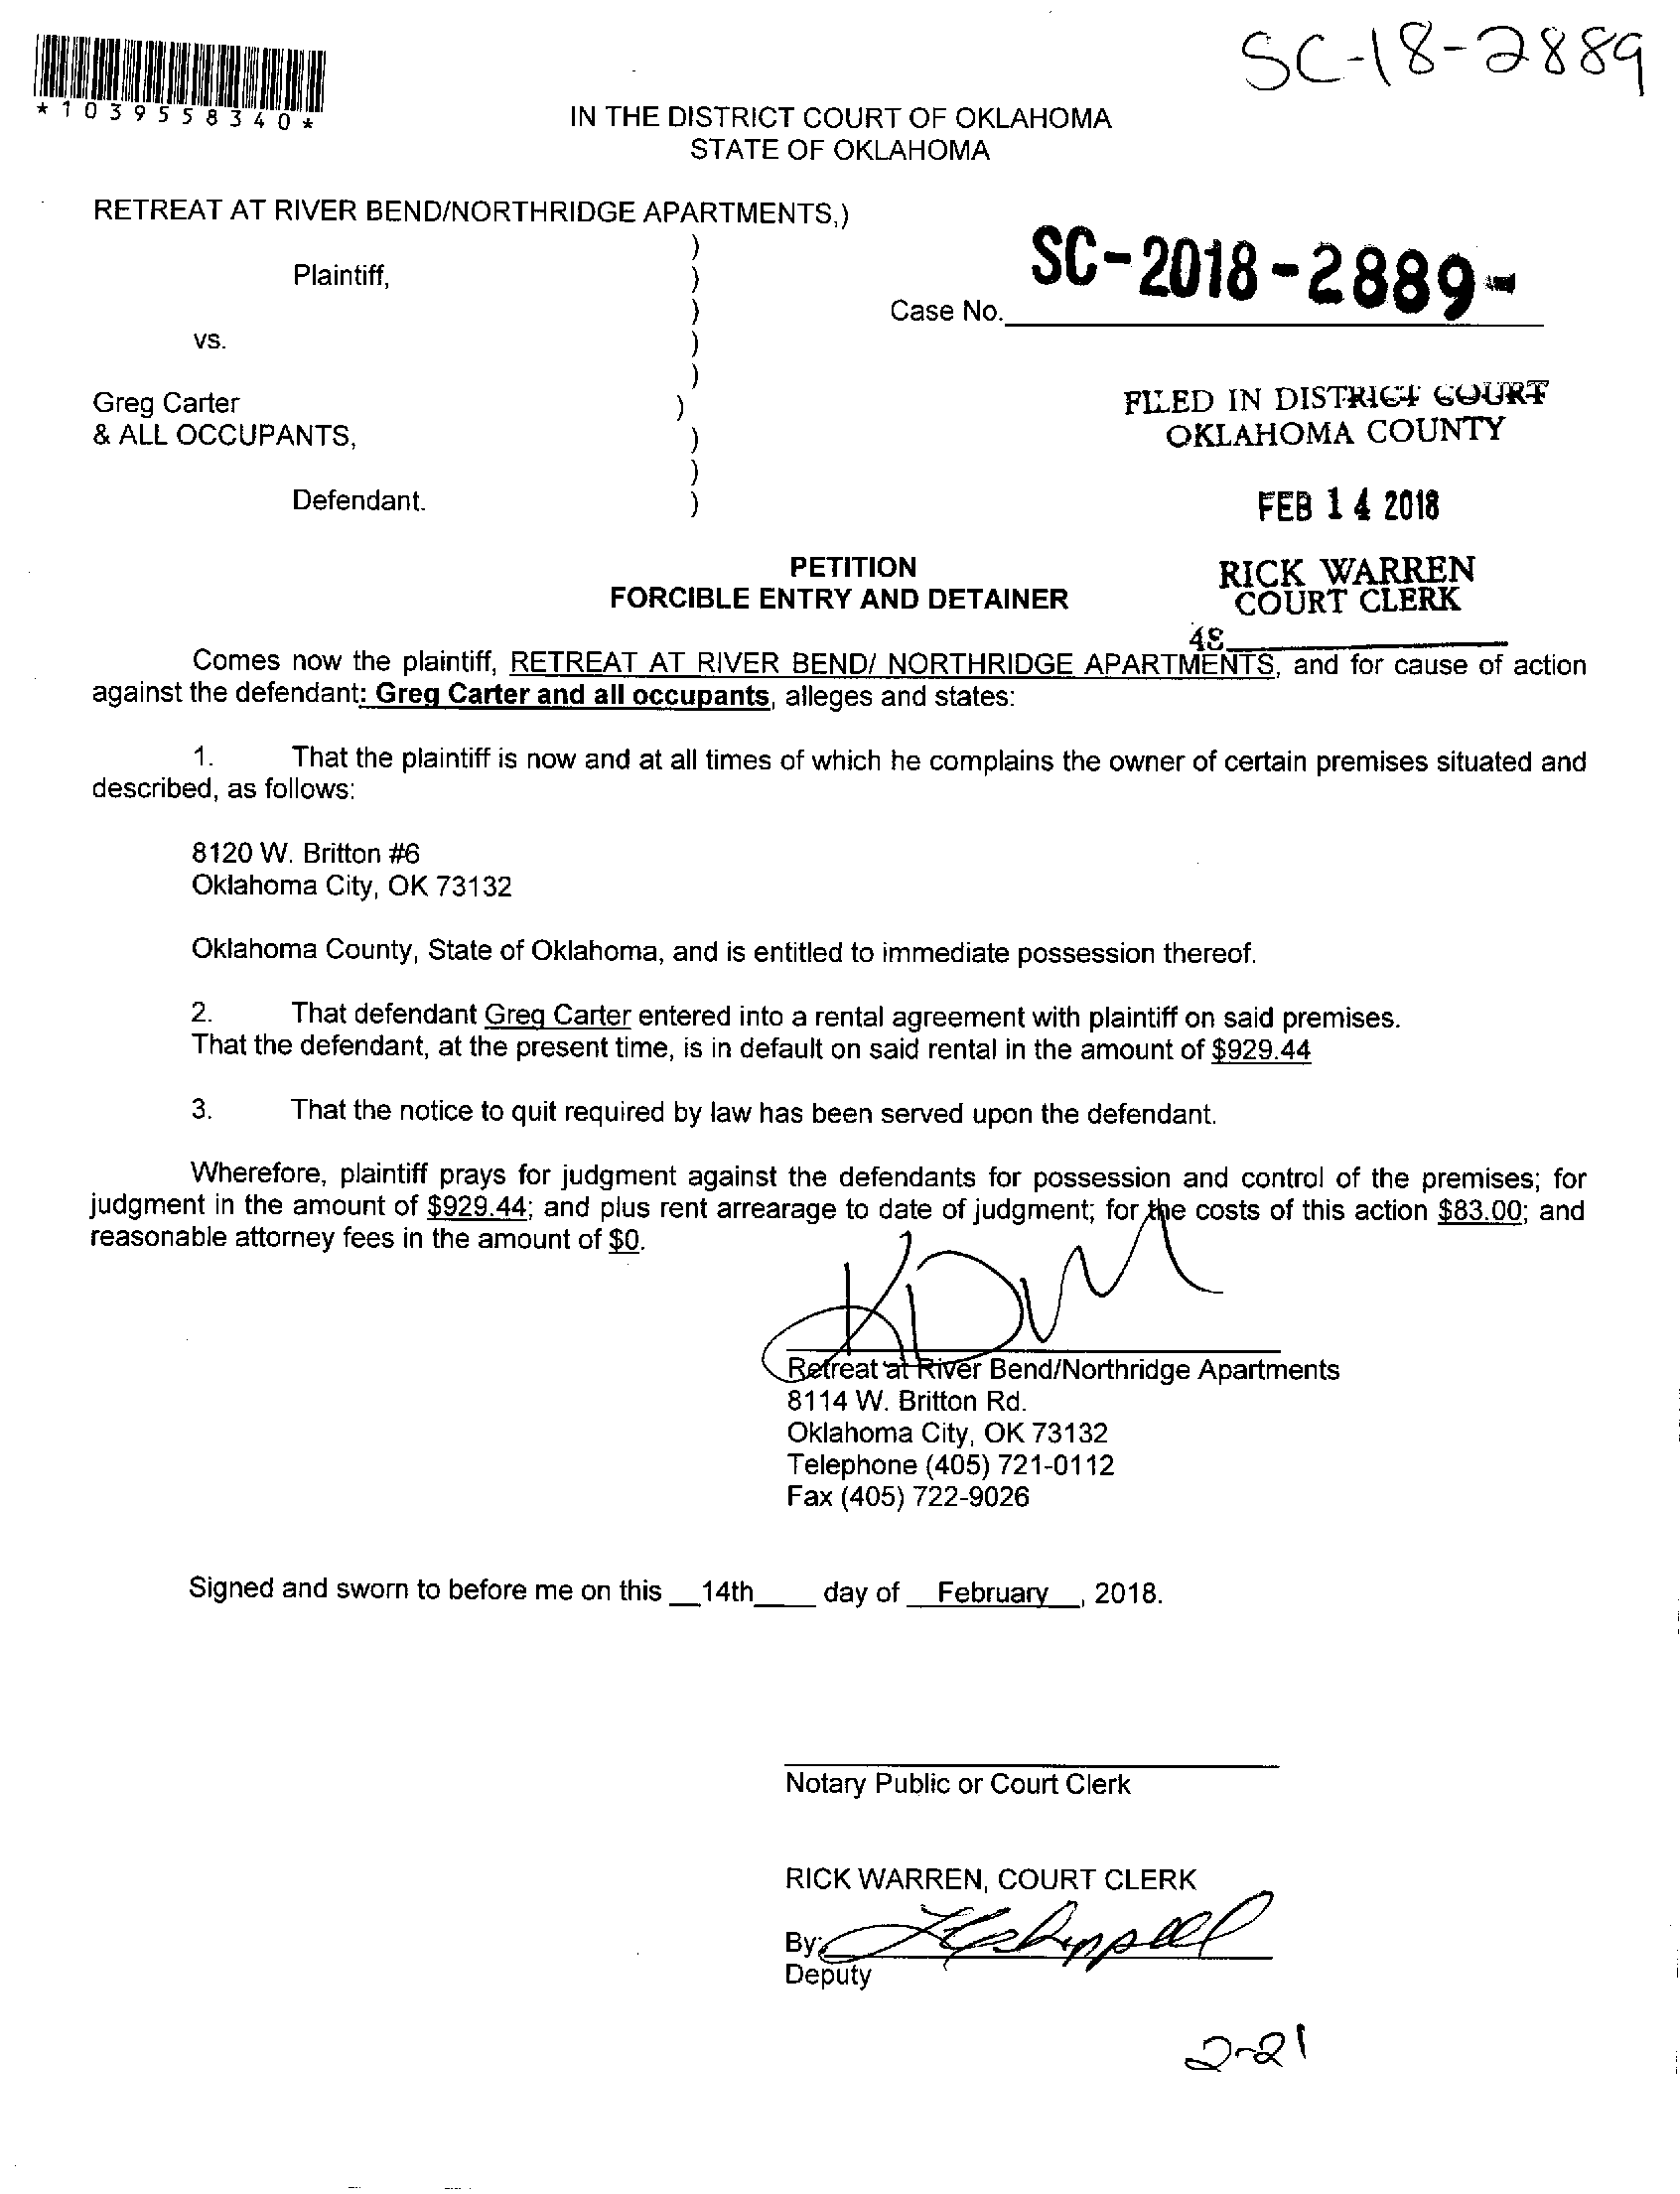 SC-18-2889
*1039558340*
IN THE DISTRICT COURT OF OKLAHOMA
STATE OF OKLAHOMA
RETREAT AT RIVER BEND/NORTHRIDGE APARTMENTS,)
)
Plaintiff, )
)
vs. )
)
Greg Carter )
& ALL OCCUPANTS, )
)
Defendant. )
SC-2018-2889-
Case No.
FILED IN DISTRICT COURT
OKLAHOMA COUNTY
FEB 14 2018
RICK WARREN
COURT CLERK
48
PETITION
FORCIBLE ENTRY AND DETAINER
Comes now the plaintiff, RETREAT AT RIVER BEND/ NORTHRIDGE APARTMENTS, and for cause of action
against the defendant: Greg Carter and all occupants, alleges and states:
1. That the plaintiff is now and at all times of which he complains the owner of certain premises situated and
described, as follows:
8120 W. Britton #6
Oklahoma City, OK 73132
Oklahoma County, State of Oklahoma, and is entitled to immediate possession thereof.
2. That defendant Greg Carter entered into a rental agreement with plaintiff on said premises.
That the defendant, at the present time, is in default on said rental in the amount of $929.44
3. That the notice to quit required by law has been served upon the defendant.
Wherefore, plaintiff prays for judgment against the defendants for possession and control of the premises; for
judgment in the amount of $929.44; and plus rent arrearage to date of judgment; for the costs of this action $83.00; and
reasonable attorney fees in the amount of $0.
Retreat at River Bend/Northridge Apartments
8114 W. Britton Rd.
Oklahoma City, OK 73132
Telephone (405) 721-0112
Fax (405) 722-9026
Signed and sworn to before me on this __14th____ day of __February__, 2018.
Notary Public or Court Clerk
RICK WARREN, COURT CLERK
By:
Deputy
2-21